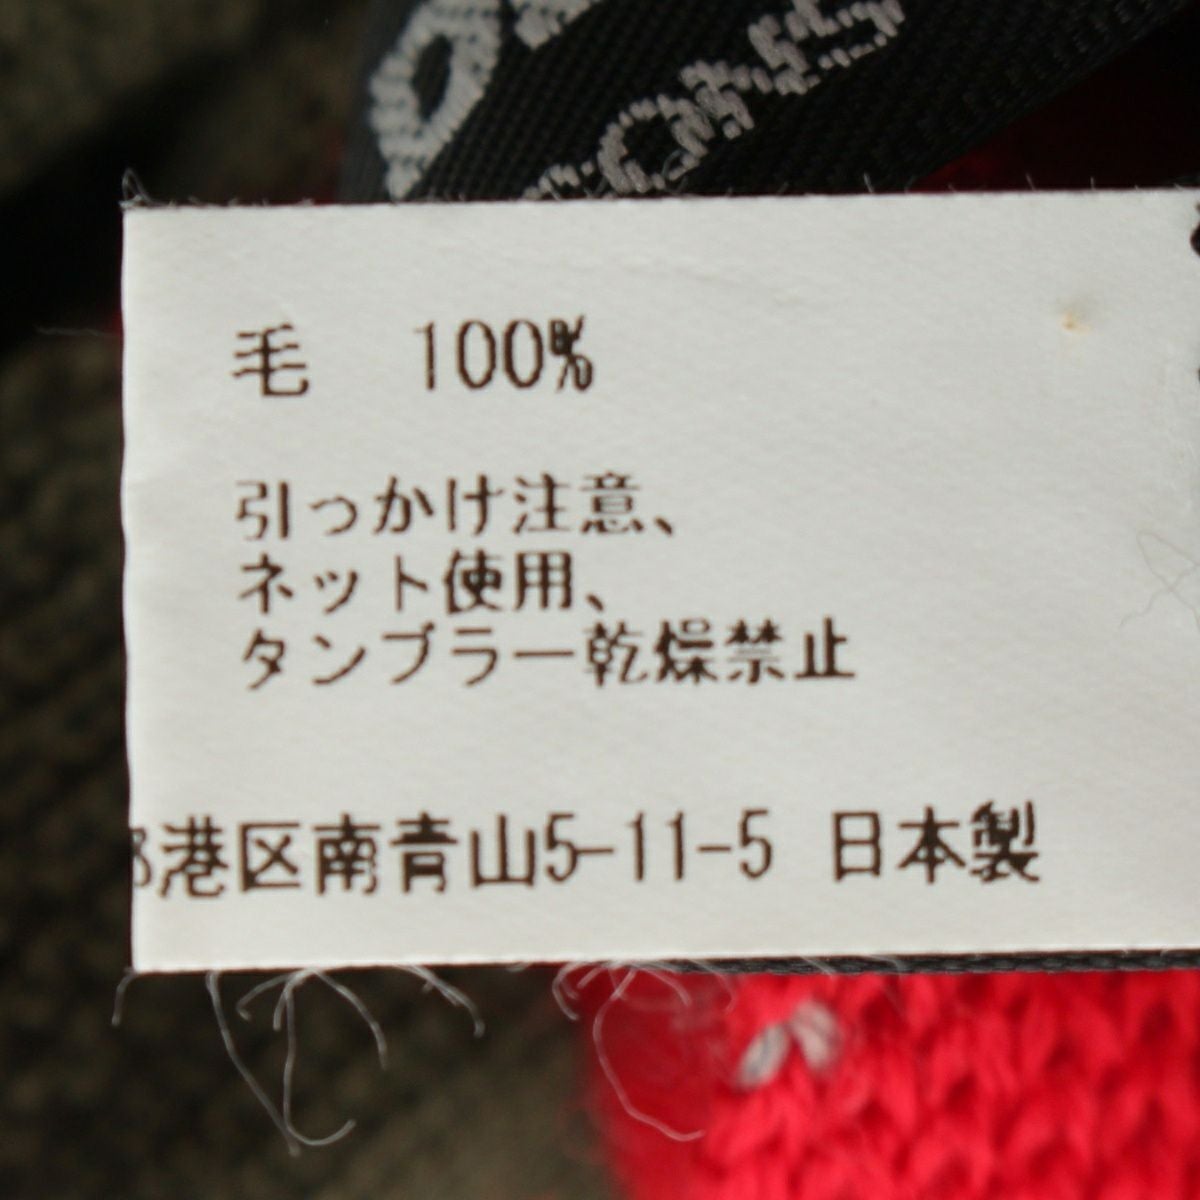 毛 100%
引っかけ注意、
ネット使用、
タンブラー乾燥禁止
港区南青山5-11-5 日本製